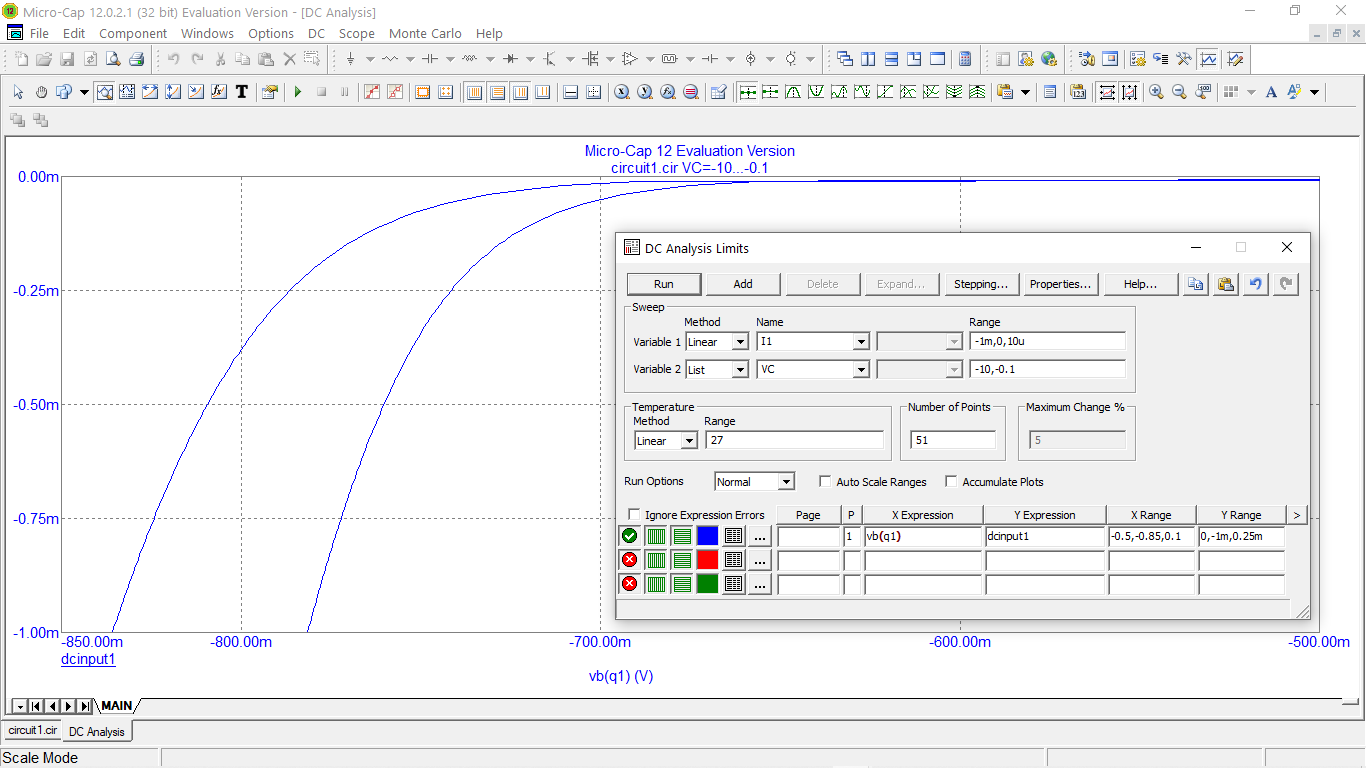 Micro-Cap 12.0.2.1 (32 bit) Evaluation Version - [DC Analysis]
File Edit Component Windows Options DC Scope Monte Carlo Help
Micro-Cap 12 Evaluation Version
circuit1.cir VC=-10...-0.1
0.00m
-0.25m
-0.50m
-0.75m
-1.00m
-850.00m -800.00m -700.00m -600.00m -500.00m
dcinput1
vb(q1) (V)
DC Analysis Limits
Run Add Delete Expand... Stepping... Properties... Help...
Sweep
Method Name Range
Variable 1 Linear I1 -1m,0,10u
Variable 2 List VC -10,-0.1
Temperature Number of Points Maximum Change %
Method Range
Linear 27 51 5
Run Options Normal Auto Scale Ranges Accumulate Plots
Ignore Expression Errors Page P X Expression Y Expression X Range Y Range >
... 1 vb(q1) dcinput1 -0.5,-0.85,0.1 0,-1m,0.25m
...
...
MAIN
circuit1.cir DC Analysis
Scale Mode